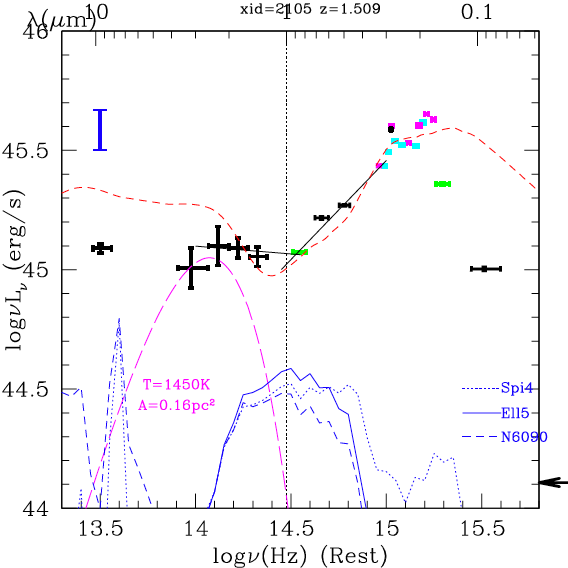 xid=2105 z=1.509
λ(μm) 10 1 0.1
46
45.5
45
44.5
44
logνLν (erg/s)
T=1450K
A=0.16pc²
Spi4
Ell5
N6090
13.5 14 14.5 15 15.5
logν(Hz) (Rest)